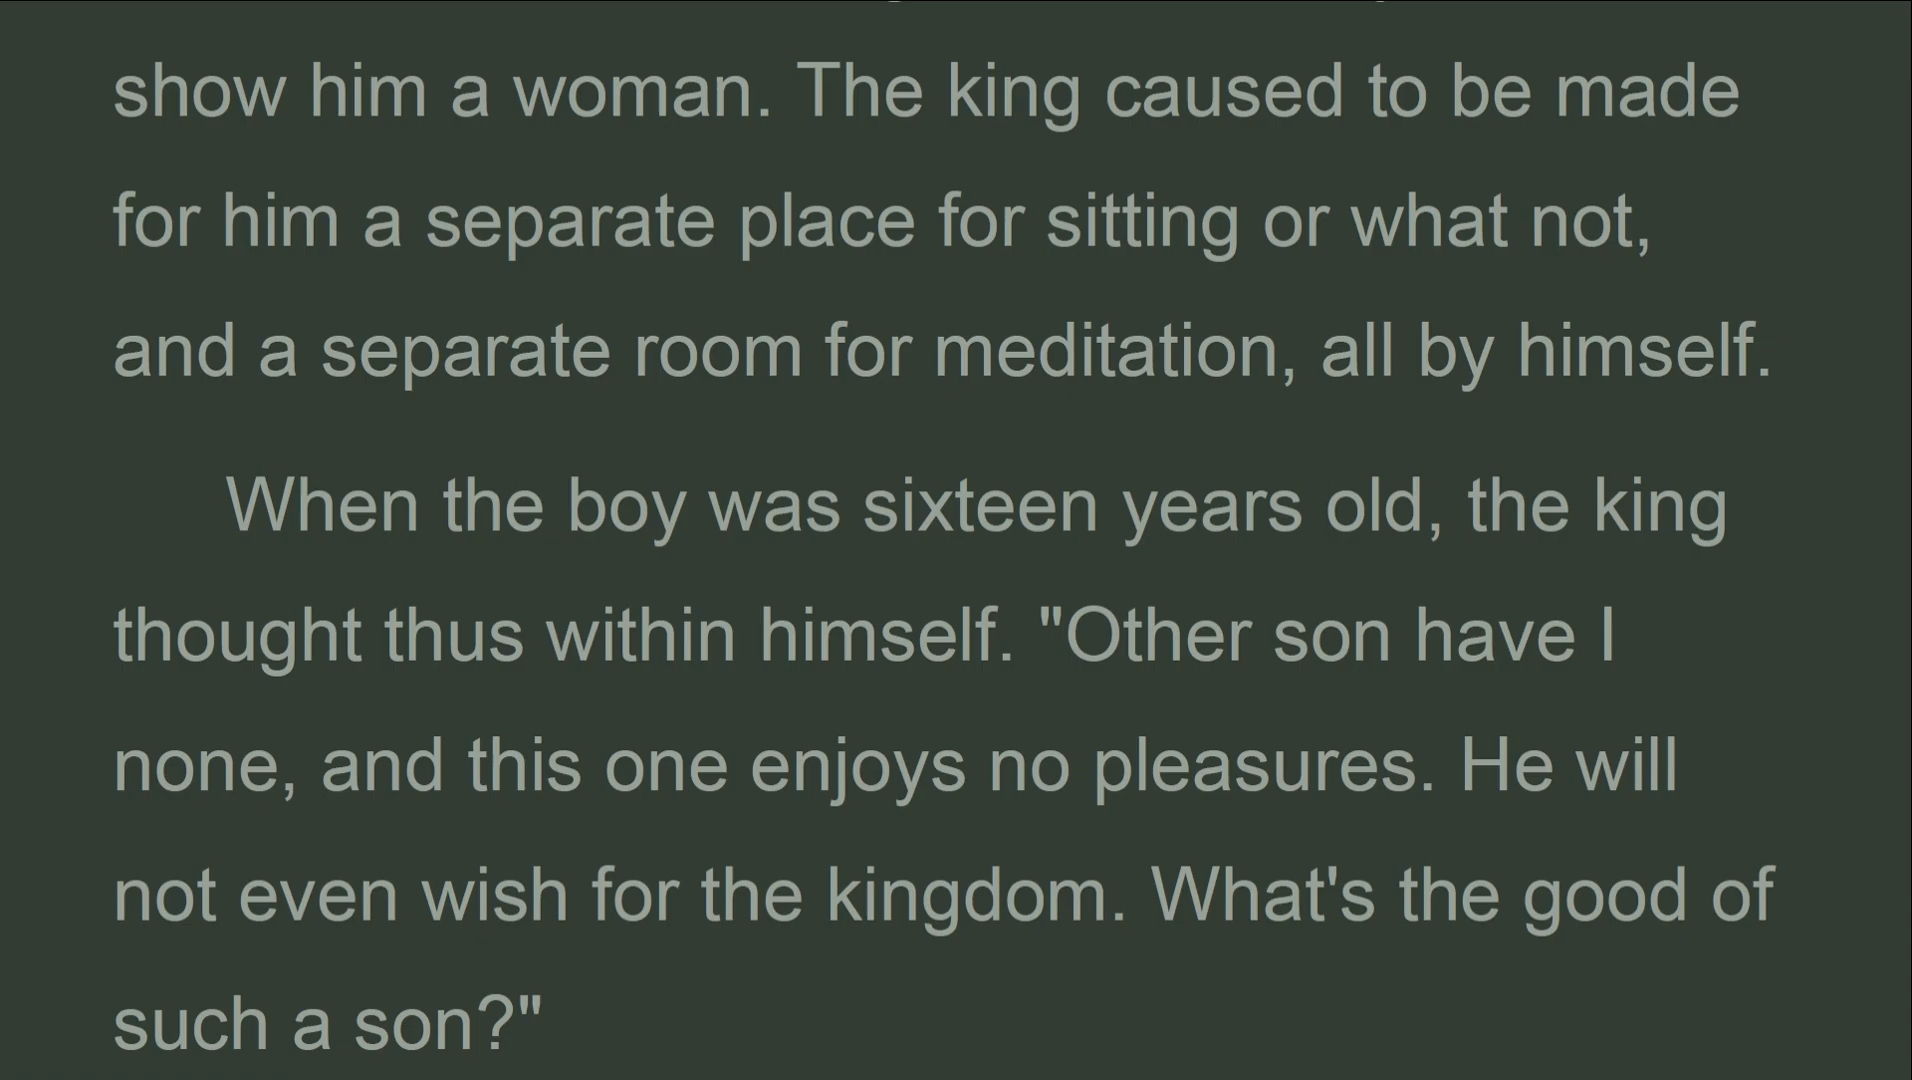 show him a woman. The king caused to be made
for him a separate place for sitting or what not,
and a separate room for meditation, all by himself.
When the boy was sixteen years old, the king
thought thus within himself. "Other son have I
none, and this one enjoys no pleasures. He will
not even wish for the kingdom. What's the good of
such a son?"